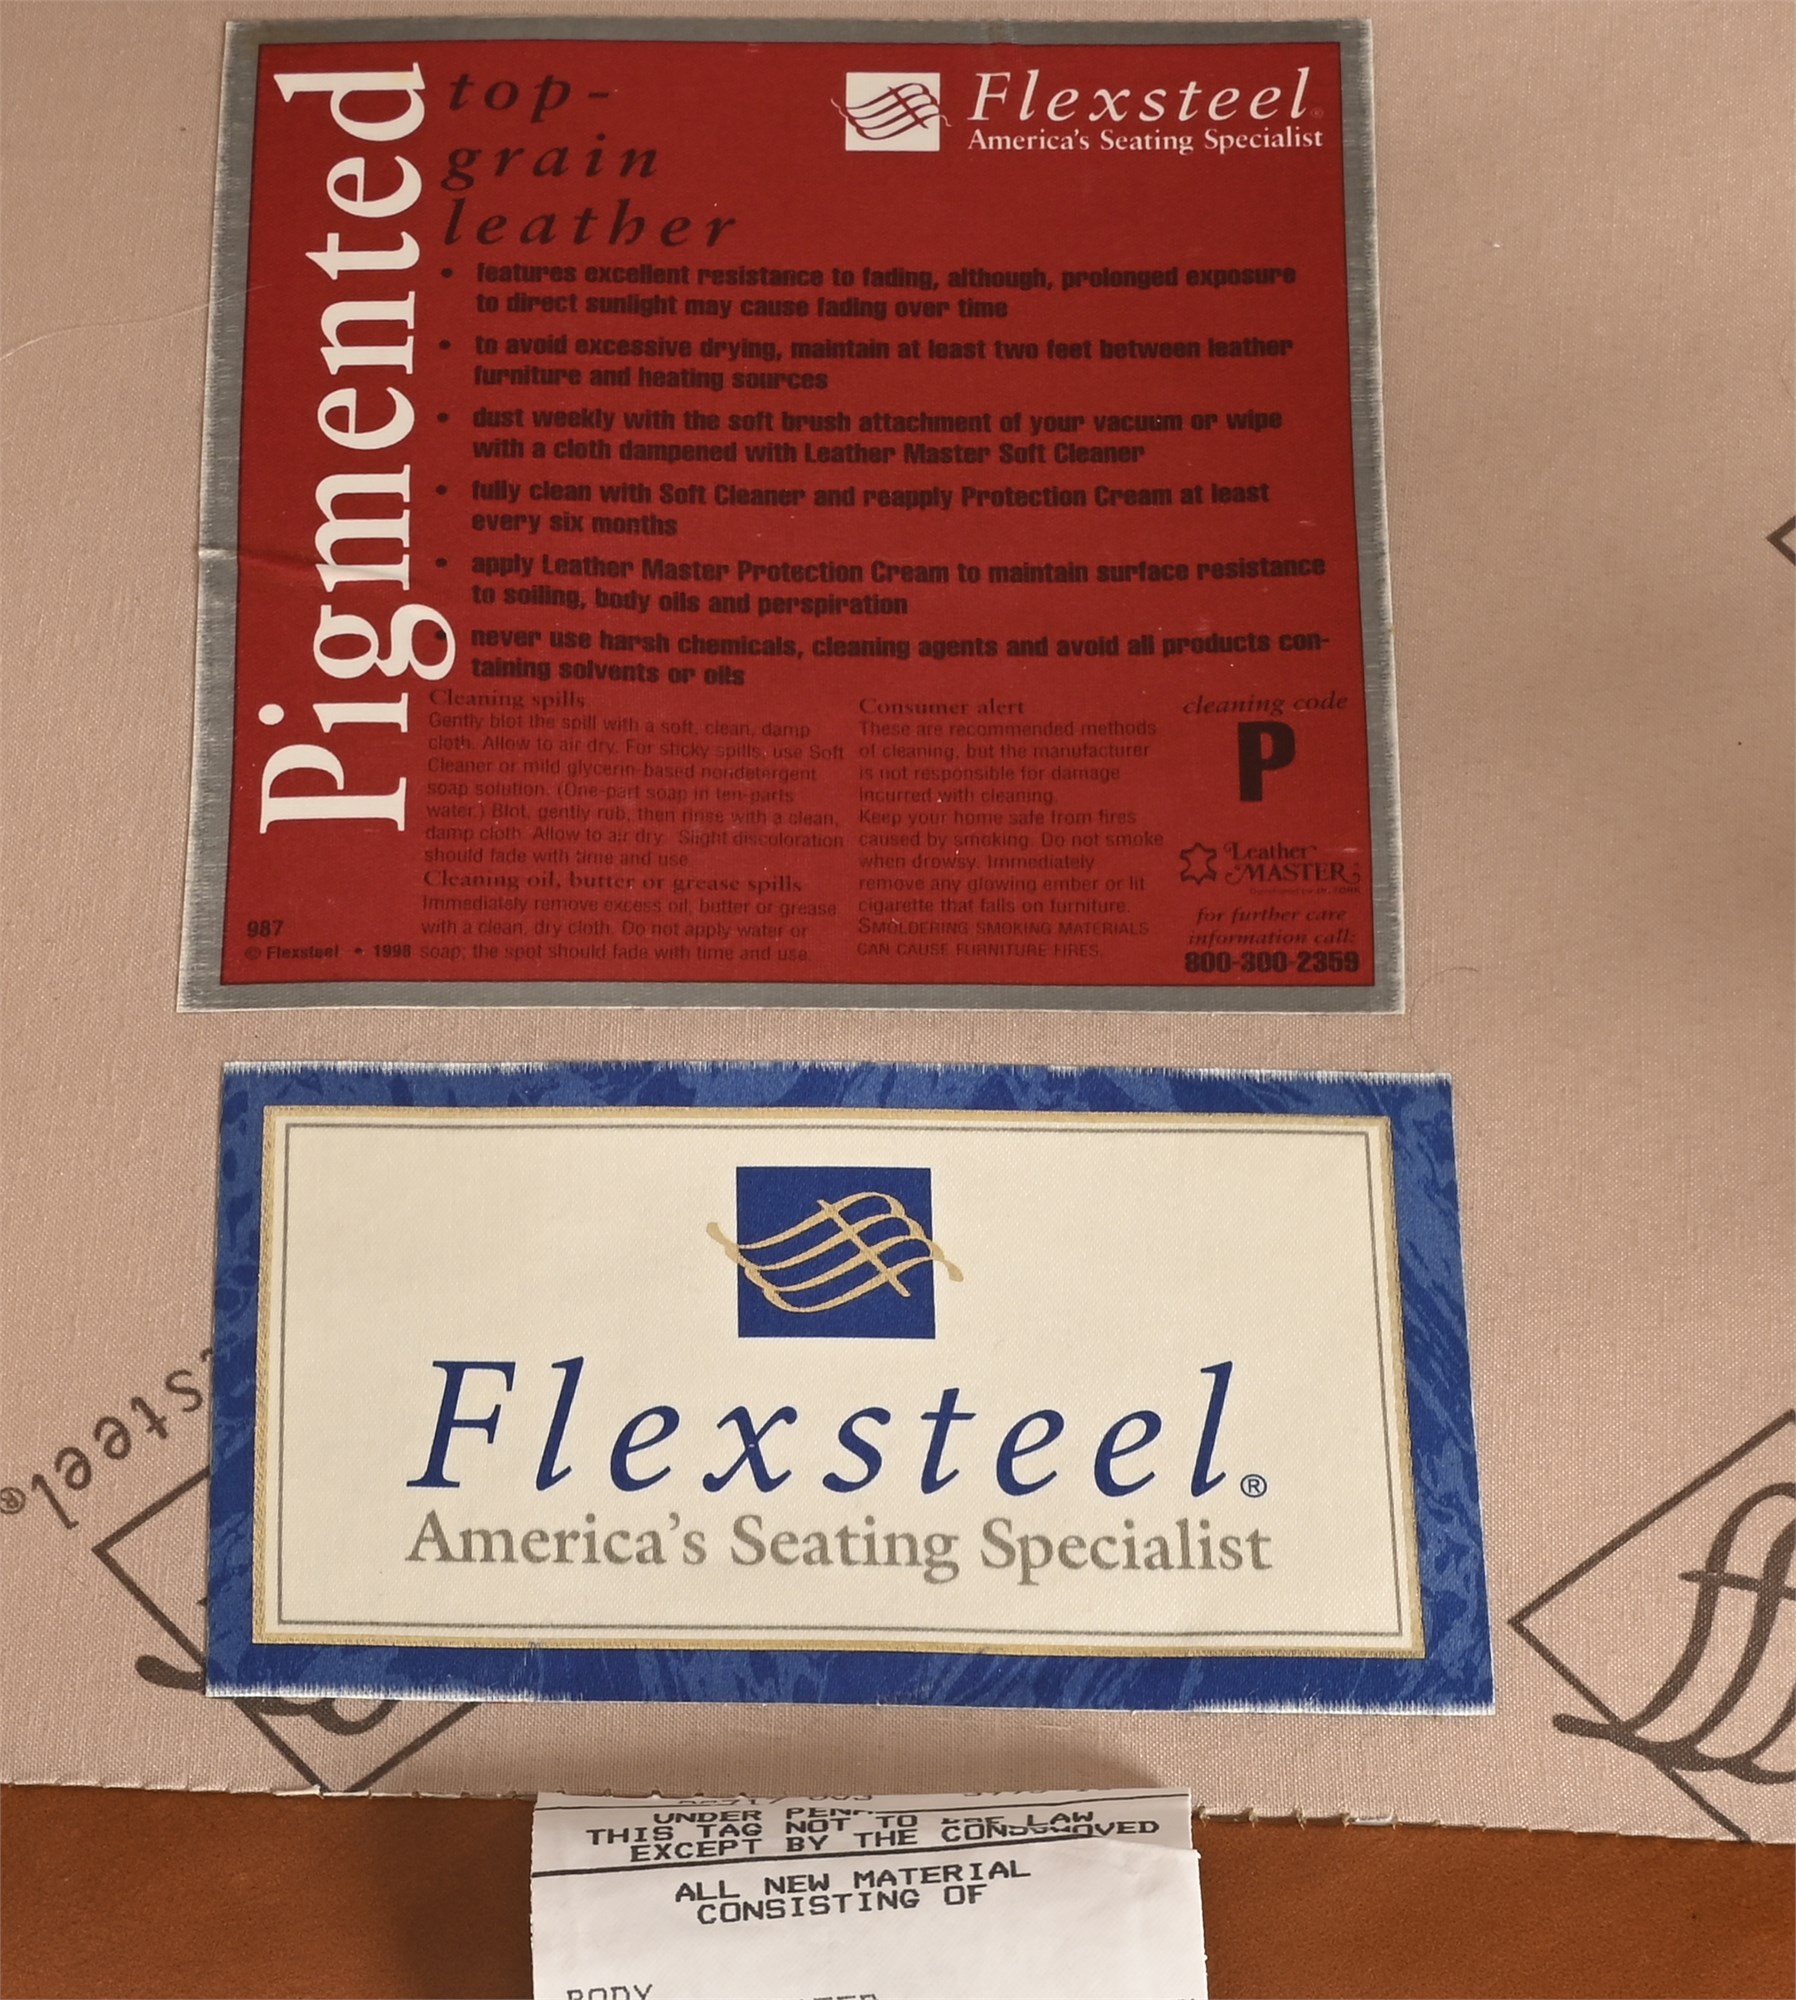 Pigmented
top-
grain
leather
Flexsteel®
America's Seating Specialist
• features excellent resistance to fading, although, prolonged exposure
to direct sunlight may cause fading over time
• to avoid excessive drying, maintain at least two feet between leather
furniture and heating sources
• dust weekly with the soft brush attachment of your vacuum or wipe
with a cloth dampened with Leather Master Soft Cleaner
• fully clean with Soft Cleaner and reapply Protection Cream at least
every six months
• apply Leather Master Protection Cream to maintain surface resistance
to soiling, body oils and perspiration
• never use harsh chemicals, cleaning agents and avoid all products con-
taining solvents or oils
Cleaning spills
Gently blot the spill with a soft, clean, damp
cloth. Allow to air dry. For sticky spills, use Soft
Cleaner or mild glycerin-based nondetergent
soap solution. (One-part soap in ten-parts
water.) Blot, gently rub, then rinse with a clean,
damp cloth. Allow to air dry. Slight discoloration
should fade with time and use.
Cleaning oil, butter or grease spills
Immediately remove excess oil, butter or grease
with a clean, dry cloth. Do not apply water or
soap; the spot should fade with time and use.
Consumer alert
These are recommended methods
of cleaning, but the manufacturer
is not responsible for damage
incurred with cleaning.
Keep your home safe from fires
caused by smoking. Do not smoke
when drowsy. Immediately
remove any glowing ember or lit
cigarette that falls on furniture.
SMOLDERING SMOKING MATERIALS
CAN CAUSE FURNITURE FIRES.
cleaning code
P
Leather
MASTER
for further care
information call:
800-300-2359
987
© Flexsteel • 1998
Flexsteel®
America's Seating Specialist
steel®
UNDER
THIS TAG NOT TO
EXCEPT BY THE
LAW
ALL NEW MATERIAL
CONSISTING OF
BODY